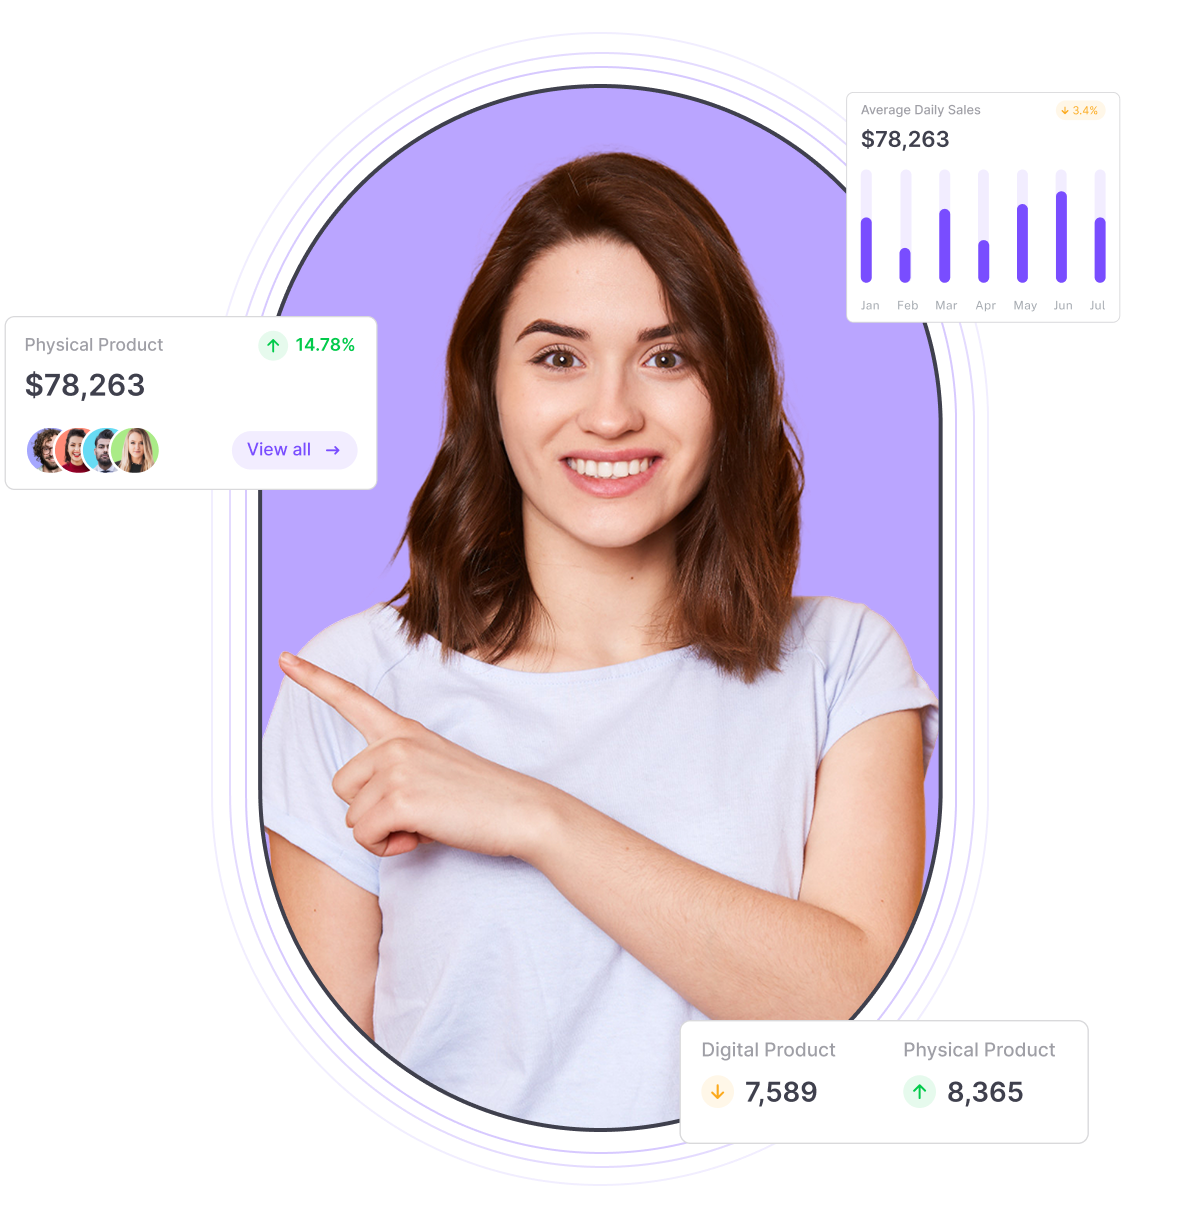 Average Daily Sales
3.4%
$78,263
Jan Feb Mar Apr May Jun Jul
Physical Product
14.78%
$78,263
View all
Digital Product
7,589
Physical Product
8,365